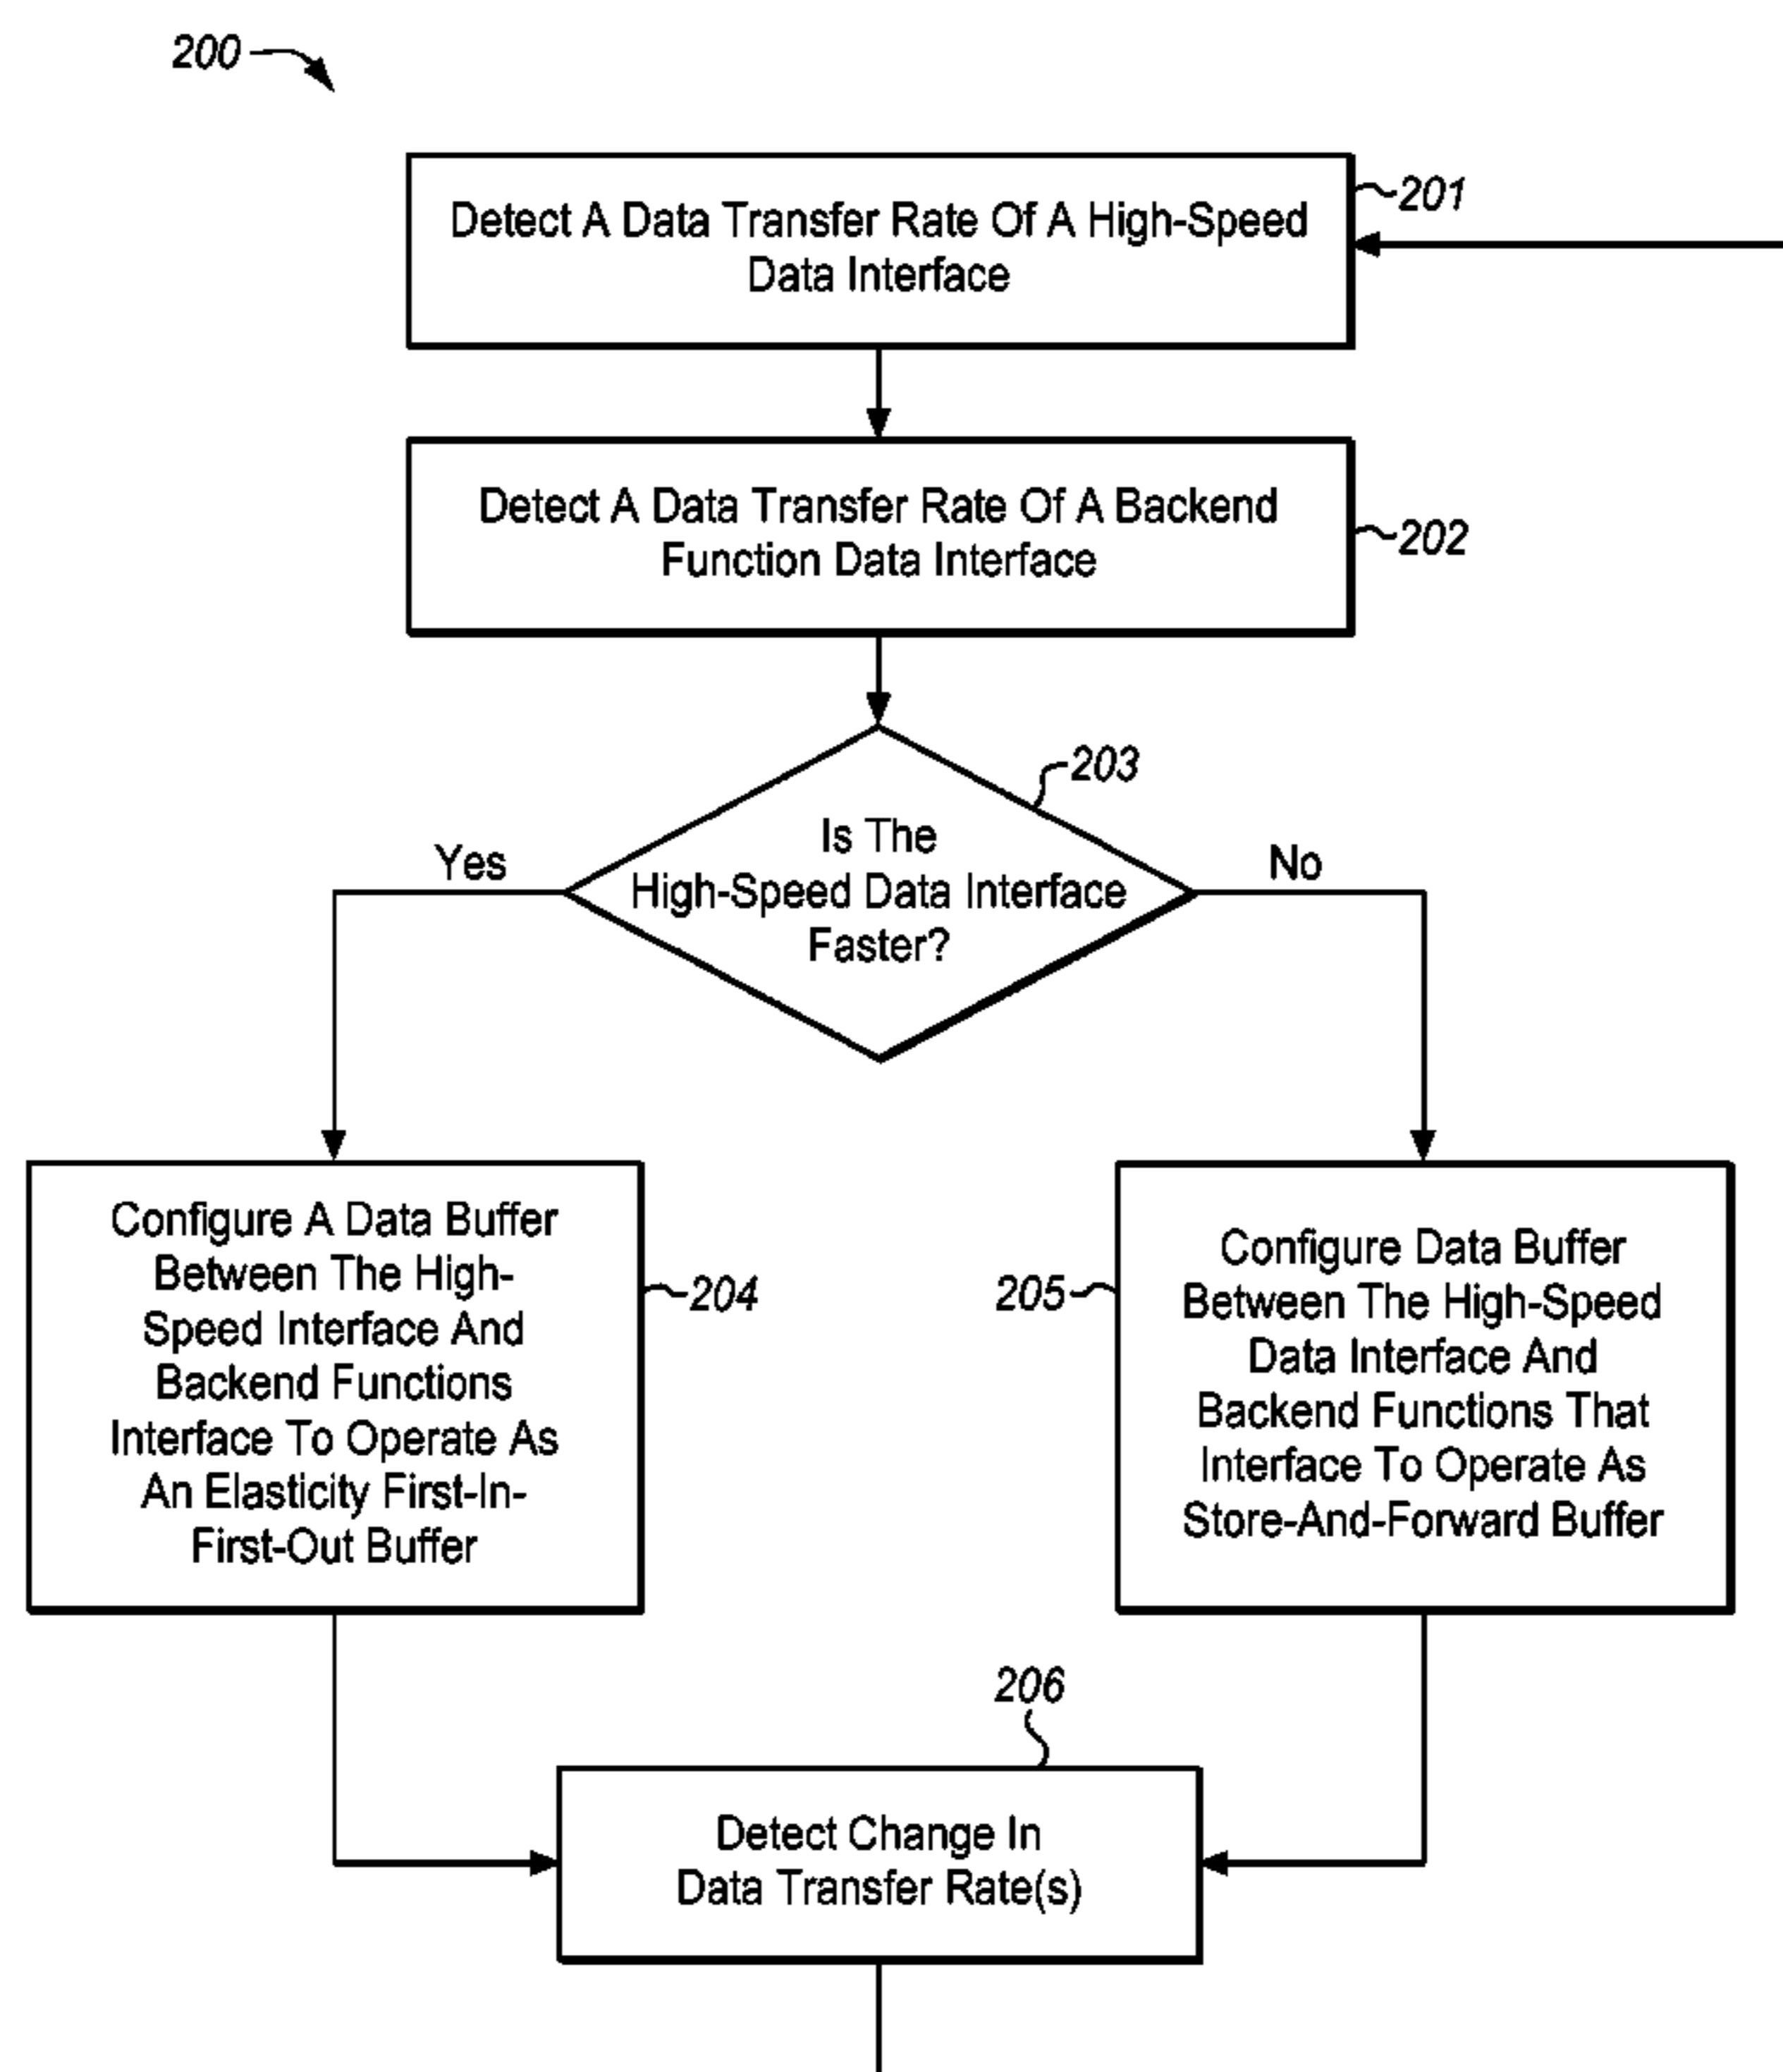 200
Detect A Data Transfer Rate Of A High-Speed
Data Interface
201
Detect A Data Transfer Rate Of A Backend
Function Data Interface
202
203
Is The
High-Speed Data Interface
Faster?
Yes
No
Configure A Data Buffer
Between The High-
Speed Interface And
Backend Functions
Interface To Operate As
An Elasticity First-In-
First-Out Buffer
204
205
Configure Data Buffer
Between The High-Speed
Data Interface And
Backend Functions That
Interface To Operate As
Store-And-Forward Buffer
206
Detect Change In
Data Transfer Rate(s)